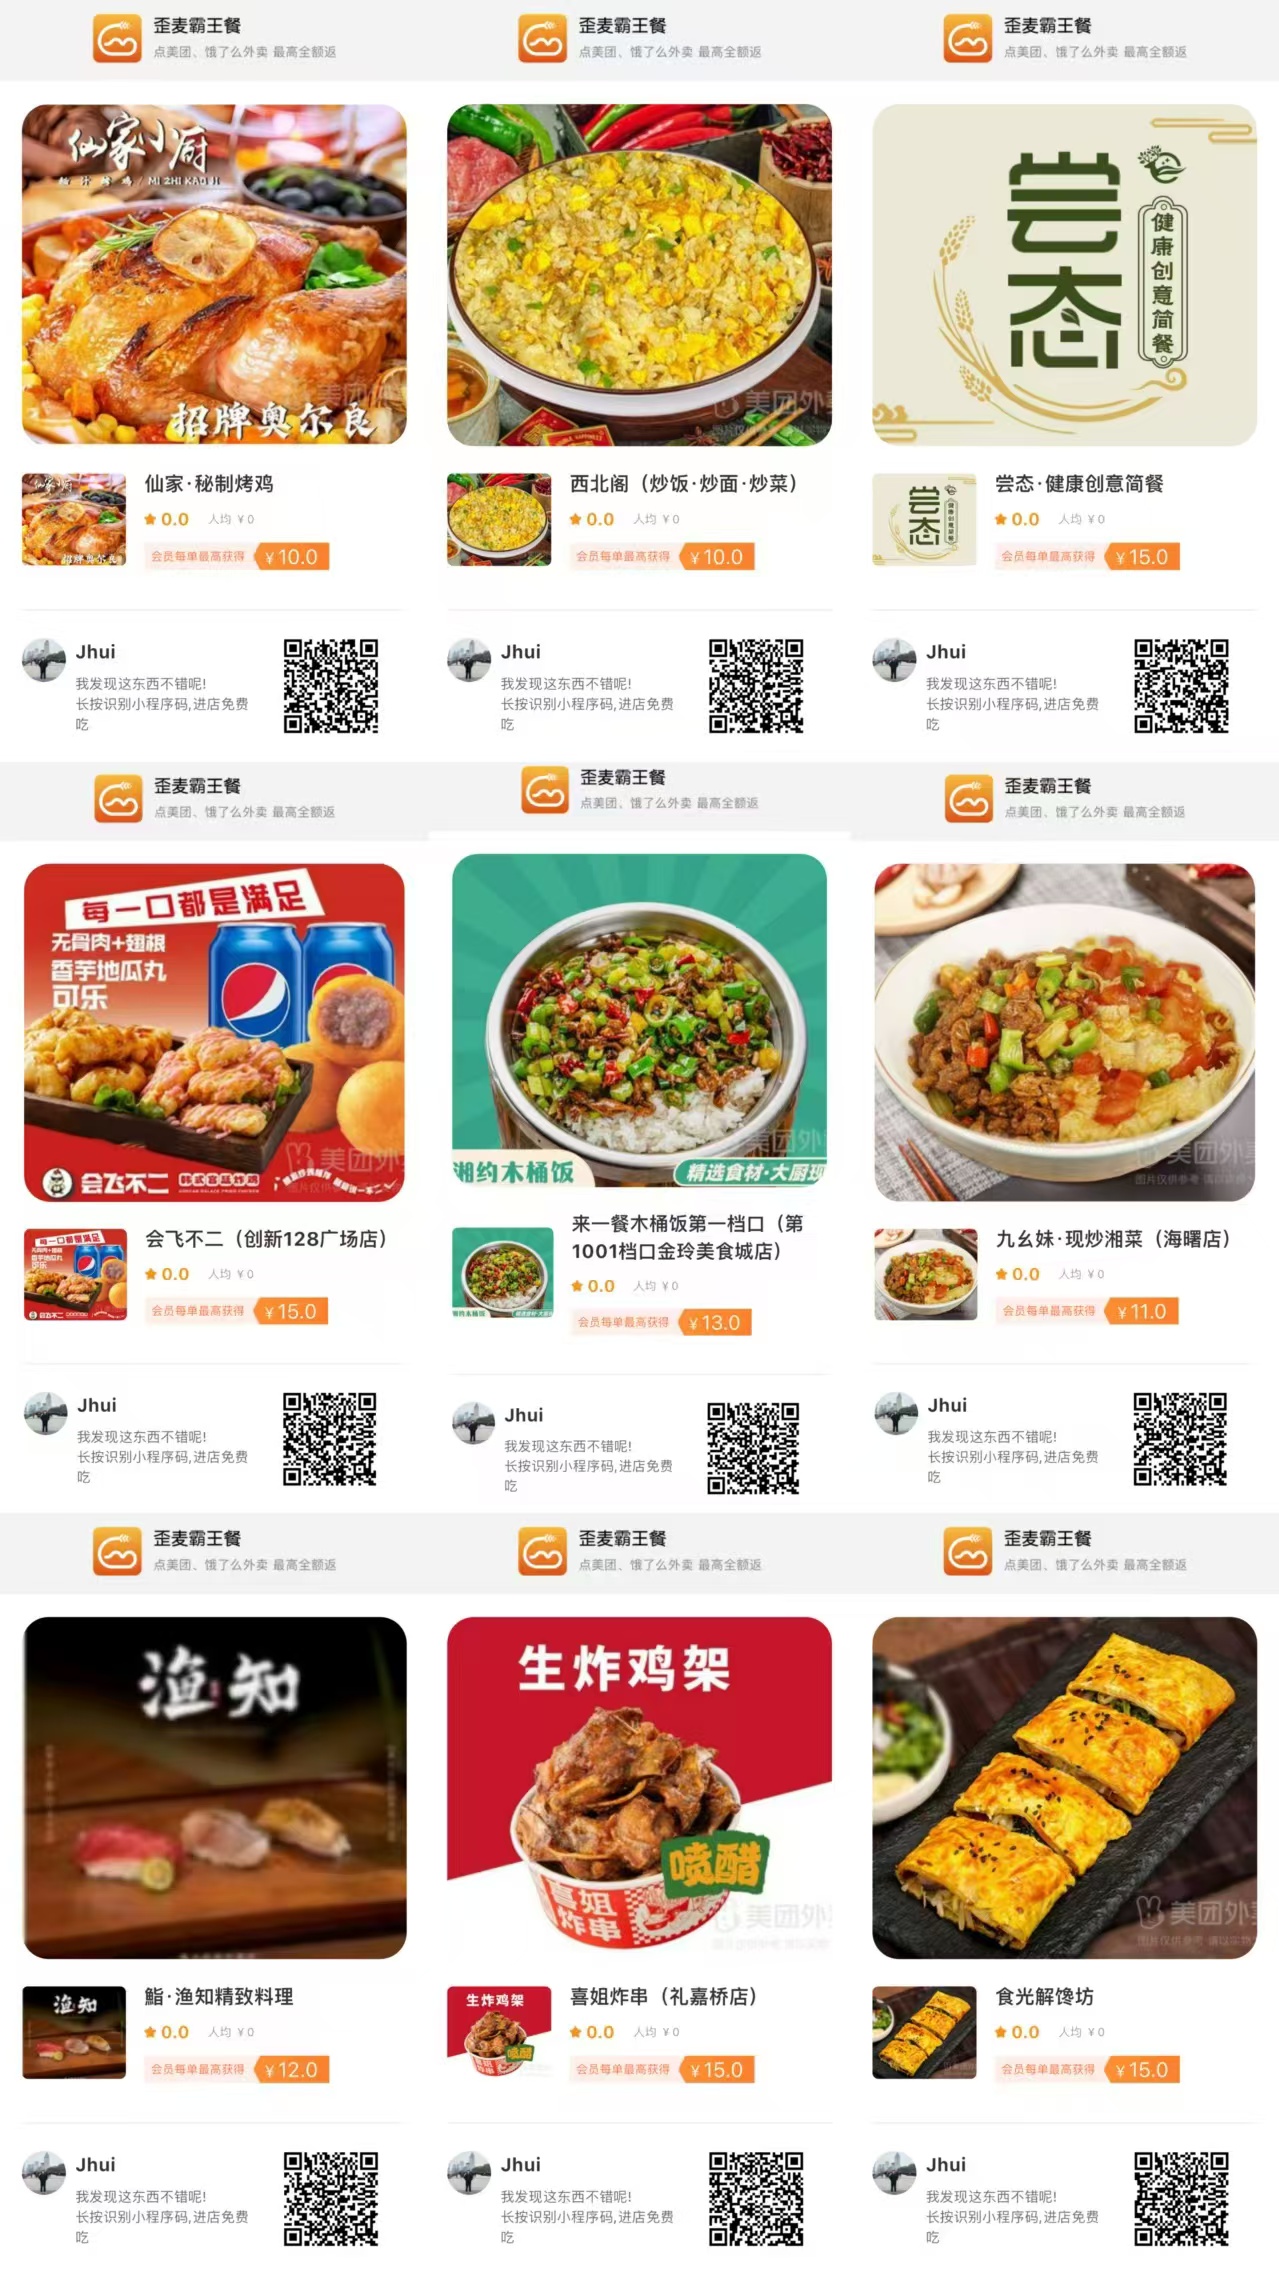 歪麦霸王餐
点美团、饿了么外卖 最高全额返
仙家小厨
秘汁烤鸡/MI ZHI KAO JI
招牌奥尔良
仙家·秘制烤鸡
0.0 人均 ¥0
会员每单最高获得 ¥10.0
Jhui
我发现这东西不错呢!
长按识别小程序码,进店免费
吃
歪麦霸王餐
点美团、饿了么外卖 最高全额返
美团外
西北阁（炒饭·炒面·炒菜）
0.0 人均 ¥0
会员每单最高获得 ¥10.0
Jhui
我发现这东西不错呢!
长按识别小程序码,进店免费
吃
歪麦霸王餐
点美团、饿了么外卖 最高全额返
尝态
健康创意简餐
尝态·健康创意简餐
0.0 人均 ¥0
会员每单最高获得 ¥15.0
Jhui
我发现这东西不错呢!
长按识别小程序码,进店免费
吃
歪麦霸王餐
点美团、饿了么外卖 最高全额返
每一口都是满足
无骨肉+翅根
香芋地瓜丸
可乐
美团外
会飞不二
会飞不二（创新128广场店）
0.0 人均 ¥0
会员每单最高获得 ¥15.0
Jhui
我发现这东西不错呢!
长按识别小程序码,进店免费
吃
歪麦霸王餐
点美团、饿了么外卖 最高全额返
美团外
湘约木桶饭
精选食材·大厨现
来一餐木桶饭第一档口（第
1001档口金玲美食城店）
0.0 人均 ¥0
会员每单最高获得 ¥13.0
Jhui
我发现这东西不错呢!
长按识别小程序码,进店免费
吃
歪麦霸王餐
点美团、饿了么外卖 最高全额返
美团外
图片仅供参考·请以实物
九幺妹·现炒湘菜（海曙店）
0.0 人均 ¥0
会员每单最高获得 ¥11.0
Jhui
我发现这东西不错呢!
长按识别小程序码,进店免费
吃
歪麦霸王餐
点美团、饿了么外卖 最高全额返
渔知
鮨·渔知精致料理
0.0 人均 ¥0
会员每单最高获得 ¥12.0
Jhui
我发现这东西不错呢!
长按识别小程序码,进店免费
吃
歪麦霸王餐
点美团、饿了么外卖 最高全额返
生炸鸡架
喷醋
喜姐
炸串
美团外
喜姐炸串（礼嘉桥店）
0.0 人均 ¥0
会员每单最高获得 ¥15.0
Jhui
我发现这东西不错呢!
长按识别小程序码,进店免费
吃
歪麦霸王餐
点美团、饿了么外卖 最高全额返
美团外
图片仅供参考·请以实物
食光解馋坊
0.0 人均 ¥0
会员每单最高获得 ¥15.0
Jhui
我发现这东西不错呢!
长按识别小程序码,进店免费
吃